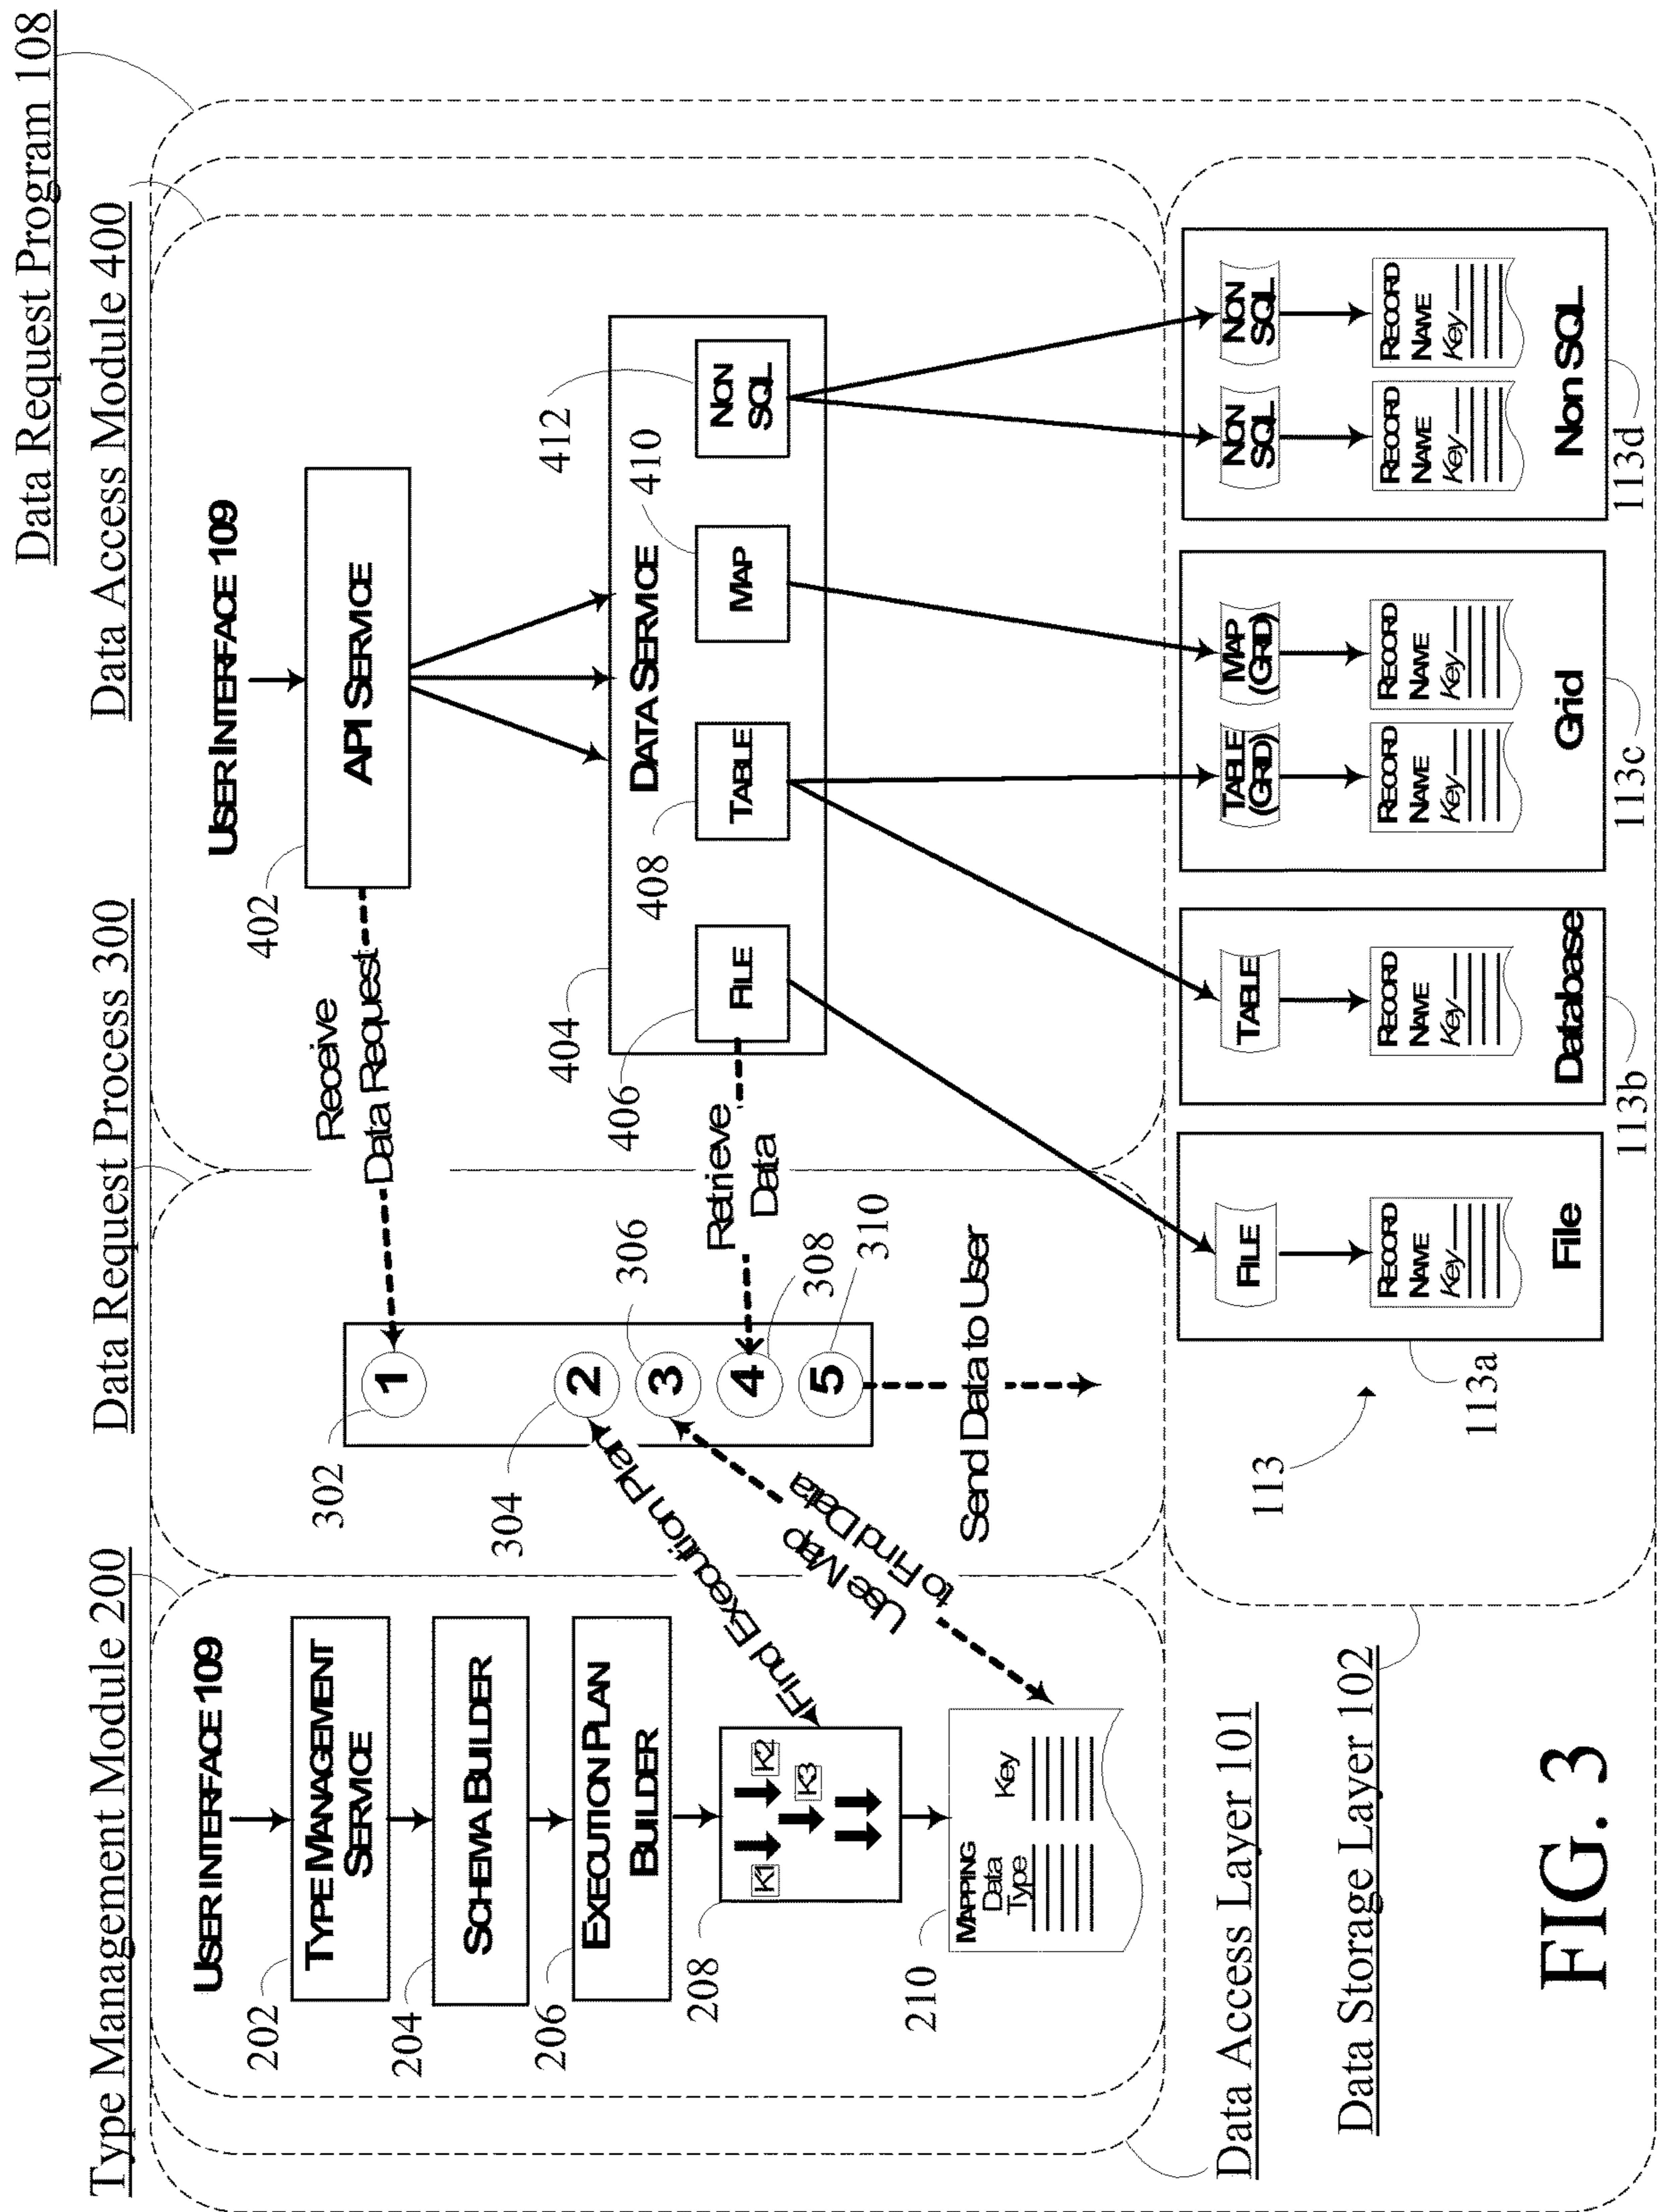 Data Request Program 108
Type Management Module 200
Data Request Process 300
Data Access Module 400
USER INTERFACE 109
202
TYPE MANAGEMENT
SERVICE
204
SCHEMA BUILDER
206
EXECUTION PLAN
BUILDER
208
K1
K2
K3
210
MAPPING
Data
Type
Key
Find Execution Plan
Use Map
to Find Data
302
1
304
2
306
3
4
308
5
310
Send Data to User
Receive
Data Request
Retrieve
Data
USER INTERFACE 109
402
API SERVICE
404
DATA SERVICE
406
FILE
408
TABLE
410
MAP
412
NON
SQL
Data Access Layer 101
Data Storage Layer 102
113
FILE
RECORD
NAME
Key
File
113a
TABLE
RECORD
NAME
Key
Database
113b
TABLE
(GRID)
RECORD
NAME
Key
MAP
(GRID)
RECORD
NAME
Key
Grid
113c
NON
SQL
RECORD
NAME
Key
NON
SQL
RECORD
NAME
Key
Non SQL
113d
FIG. 3